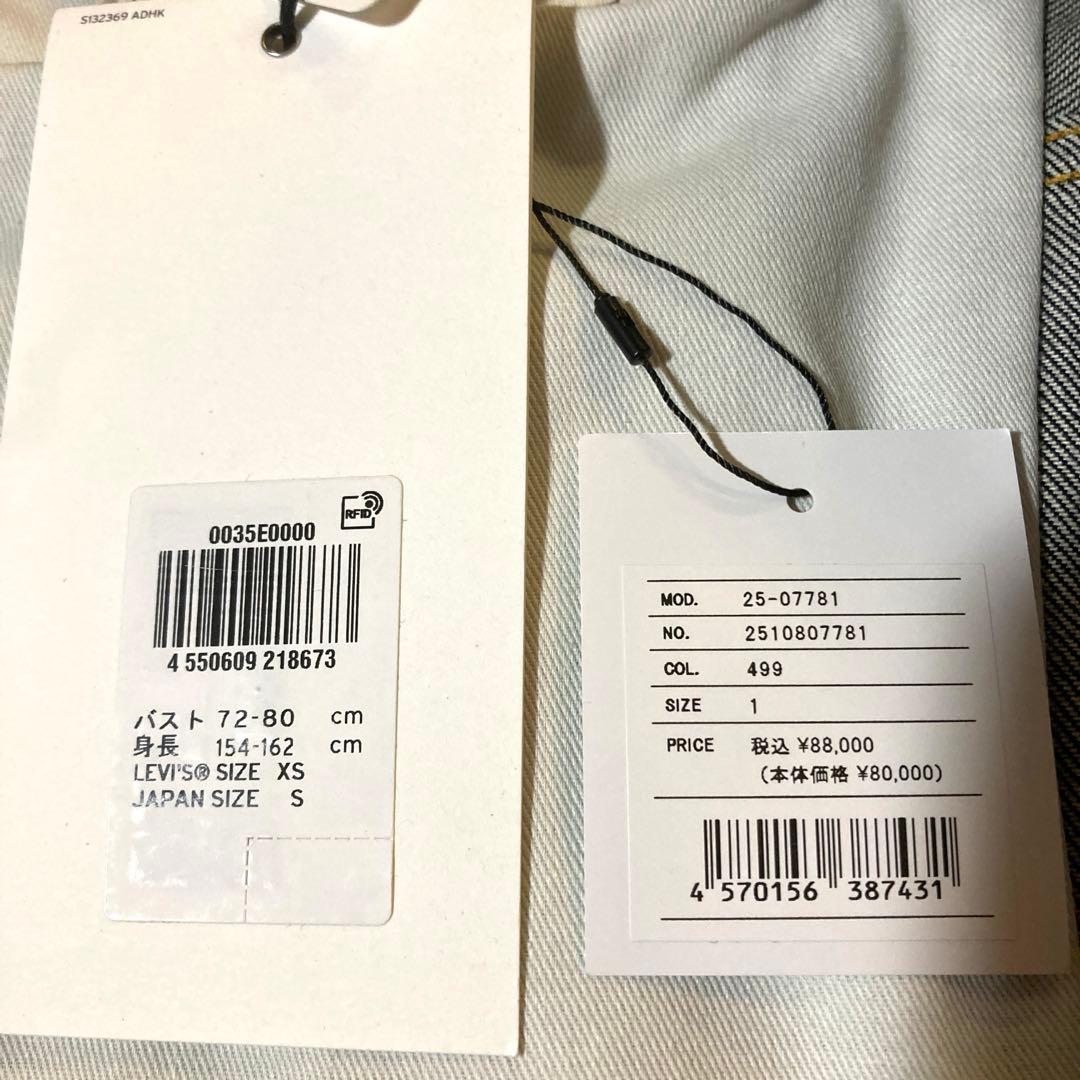 S132369 ADHK
RFID
0035E0000
4 550609 218673
バスト 72-80 cm
身長 154-162 cm
LEVI'S® SIZE XS
JAPAN SIZE S
MOD. 25-07781
NO. 2510807781
COL. 499
SIZE 1
PRICE 税込 ¥88,000
(本体価格 ¥80,000)
4 570156 387431